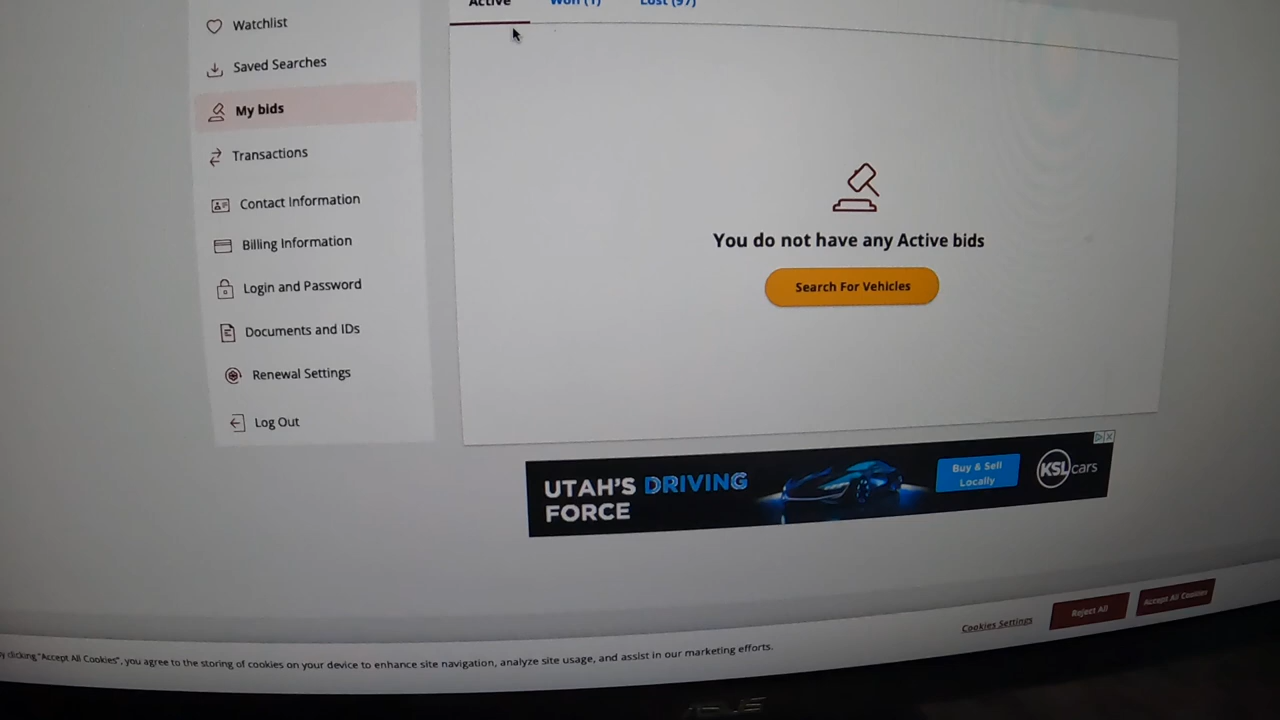 Active Won (1) Lost (97)
Watchlist
Saved Searches
My bids
Transactions
Contact Information
Billing Information
Login and Password
Documents and IDs
Renewal Settings
Log Out
You do not have any Active bids
Search For Vehicles
UTAH'S DRIVING
FORCE
Buy & Sell
Locally
KSL cars
Cookies Settings
Reject All
Accept All Cookies
By clicking "Accept All Cookies", you agree to the storing of cookies on your device to enhance site navigation, analyze site usage, and assist in our marketing efforts.
ASUS